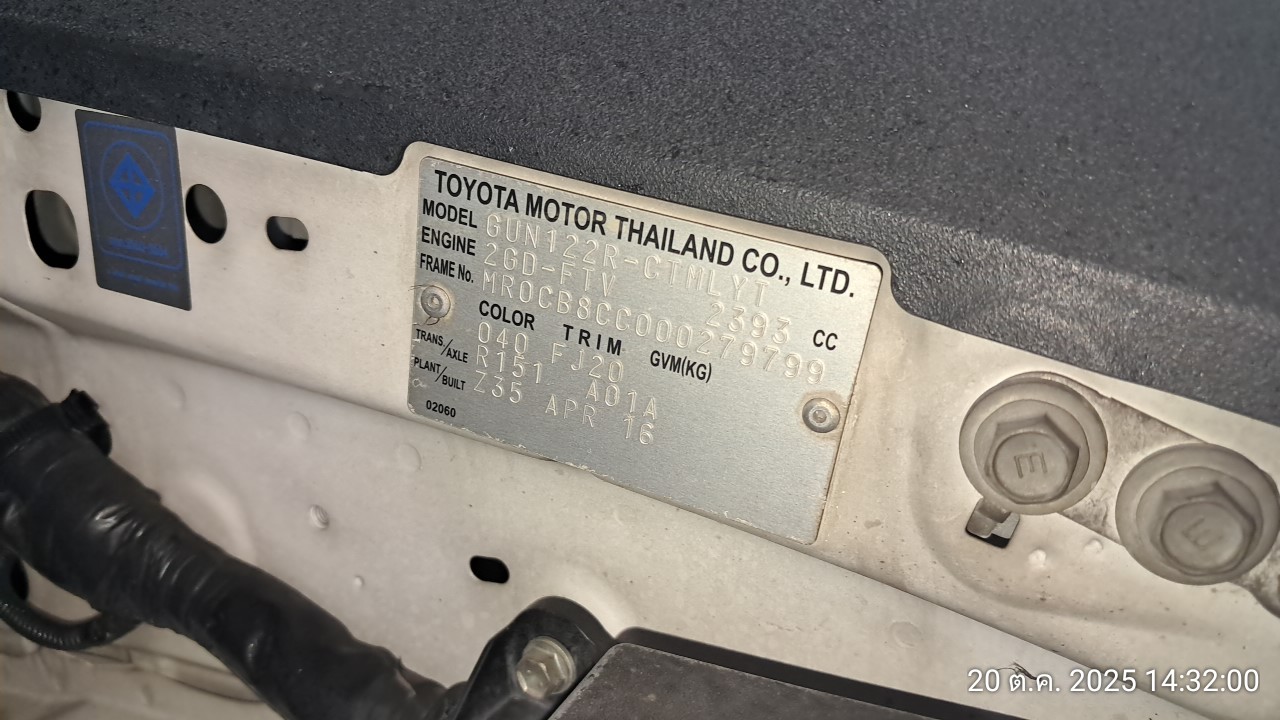 TOYOTA MOTOR THAILAND CO., LTD.
MODEL GUN122R-CTMLYT
ENGINE 2GD-FTV 2393 CC
FRAME No. MR0CB8CC000279799
COLOR TRIM GVM(KG)
040 FJ20
TRANS/AXLE R151 A01A
PLANT/BUILT Z35 APR 16
02060
E
E
20 ต.ค. 2025 14:32:00